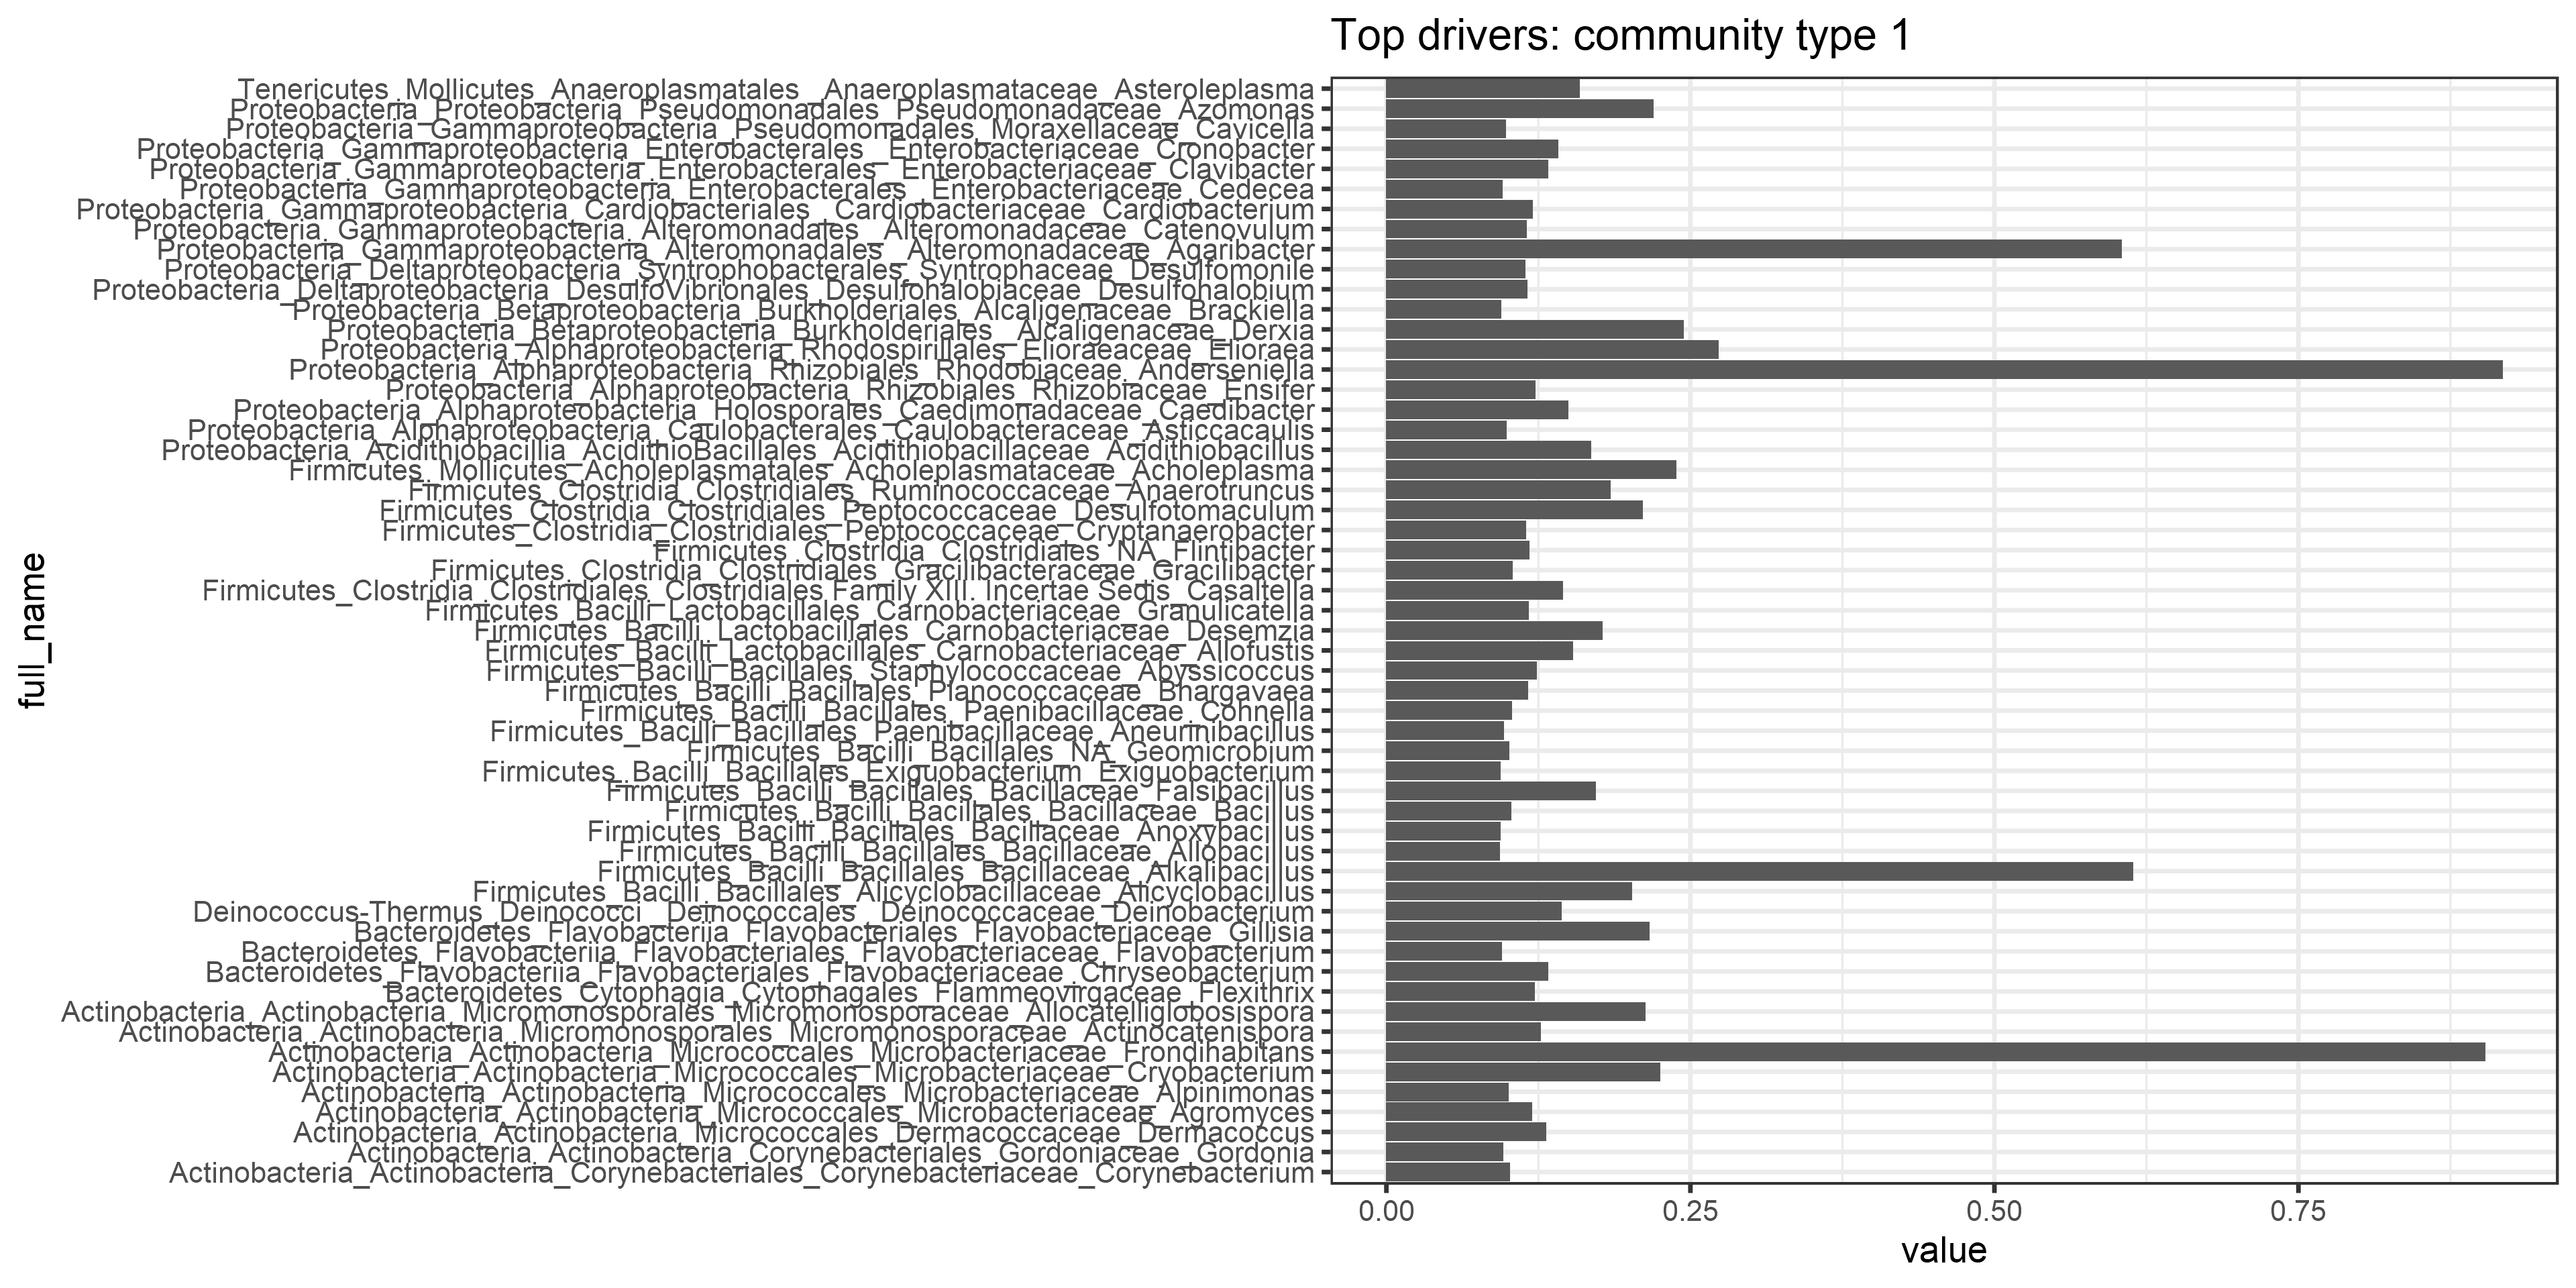 Top drivers: community type 1
Tenericutes_Mollicutes_Anaeroplasmatales_Anaeroplasmataceae_Asteroleplasma
Proteobacteria_Proteobacteria_Pseudomonadales_Pseudomonadaceae_Azomonas
Proteobacteria_Gammaproteobacteria_Pseudomonadales_Moraxellaceae_Cavicella
Proteobacteria_Gammaproteobacteria_Enterobacterales_Enterobacteriaceae_Cronobacter
Proteobacteria_Gammaproteobacteria_Enterobacterales_Enterobacteriaceae_Clavibacter
Proteobacteria_Gammaproteobacteria_Enterobacterales_Enterobacteriaceae_Cedecea
Proteobacteria_Gammaproteobacteria_Cardiobacteriales_Cardiobacteriaceae_Cardiobacterium
Proteobacteria_Gammaproteobacteria_Alteromonadales_Alteromonadaceae_Catenovulum
Proteobacteria_Gammaproteobacteria_Alteromonadales_Alteromonadaceae_Agaribacter
Proteobacteria_Deltaproteobacteria_Syntrophobacterales_Syntrophaceae_Desulfomonile
Proteobacteria_Deltaproteobacteria_DesulfoVibrionales_Desulfohalobiaceae_Desulfohalobium
Proteobacteria_Betaproteobacteria_Burkholderiales_Alcaligenaceae_Brackiella
Proteobacteria_Betaproteobacteria_Burkholderiales_Alcaligenaceae_Derxia
Proteobacteria_Alphaproteobacteria_Rhodospirillales_Elioraeaceae_Elioraea
Proteobacteria_Alphaproteobacteria_Rhizobiales_Rhodobiaceae_Anderseniella
Proteobacteria_Alphaproteobacteria_Rhizobiales_Rhizobiaceae_Ensifer
Proteobacteria_Alphaproteobacteria_Holosporales_Caedimonadaceae_Caedibacter
Proteobacteria_Alphaproteobacteria_Caulobacterales_Caulobacteraceae_Asticcacaulis
Proteobacteria_Acidithiobacillia_AcidithioBacillales_Acidithiobacillaceae_Acidithiobacillus
Firmicutes_Mollicutes_Acholeplasmatales_Acholeplasmataceae_Acholeplasma
Firmicutes_Clostridia_Clostridiales_Ruminococcaceae_Anaerotruncus
Firmicutes_Clostridia_Clostridiales_Peptococcaceae_Desulfotomaculum
Firmicutes_Clostridia_Clostridiales_Peptococcaceae_Cryptanaerobacter
Firmicutes_Clostridia_Clostridiales_NA_Flintibacter
Firmicutes_Clostridia_Clostridiales_Gracilibacteraceae_Gracilibacter
Firmicutes_Clostridia_Clostridiales_Clostridiales Family XIII. Incertae Sedis_Casaltella
Firmicutes_Bacilli_Lactobacillales_Carnobacteriaceae_Granulicatella
Firmicutes_Bacilli_Lactobacillales_Carnobacteriaceae_Desemzia
Firmicutes_Bacilli_Lactobacillales_Carnobacteriaceae_Allofustis
Firmicutes_Bacilli_Bacillales_Staphylococcaceae_Abyssicoccus
Firmicutes_Bacilli_Bacillales_Planococcaceae_Bhargavaea
Firmicutes_Bacilli_Bacillales_Paenibacillaceae_Cohnella
Firmicutes_Bacilli_Bacillales_Paenibacillaceae_Aneurinibacillus
Firmicutes_Bacilli_Bacillales_NA_Geomicrobium
Firmicutes_Bacilli_Bacillales_Exiguobacterium_Exiguobacterium
Firmicutes_Bacilli_Bacillales_Bacillaceae_Falsibacillus
Firmicutes_Bacilli_Bacillales_Bacillaceae_Bacillus
Firmicutes_Bacilli_Bacillales_Bacillaceae_Anoxybacillus
Firmicutes_Bacilli_Bacillales_Bacillaceae_Allobacillus
Firmicutes_Bacilli_Bacillales_Bacillaceae_Alkalibacillus
Firmicutes_Bacilli_Bacillales_Alicyclobacillaceae_Alicyclobacillus
Deinococcus-Thermus_Deinococci_Deinococcales_Deinococcaceae_Deinobacterium
Bacteroidetes_Flavobacteriia_Flavobacteriales_Flavobacteriaceae_Gillisia
Bacteroidetes_Flavobacteriia_Flavobacteriales_Flavobacteriaceae_Flavobacterium
Bacteroidetes_Flavobacteriia_Flavobacteriales_Flavobacteriaceae_Chryseobacterium
Bacteroidetes_Cytophagia_Cytophagales_Flammeovirgaceae_Flexithrix
Actinobacteria_Actinobacteria_Micromonosporales_Micromonosporaceae_Allocatelliglobosispora
Actinobacteria_Actinobacteria_Micromonosporales_Micromonosporaceae_Actinocatenispora
Actinobacteria_Actinobacteria_Micrococcales_Microbacteriaceae_Frondihabitans
Actinobacteria_Actinobacteria_Micrococcales_Microbacteriaceae_Cryobacterium
Actinobacteria_Actinobacteria_Micrococcales_Microbacteriaceae_Alpinimonas
Actinobacteria_Actinobacteria_Micrococcales_Microbacteriaceae_Agromyces
Actinobacteria_Actinobacteria_Micrococcales_Dermacoccaceae_Dermacoccus
Actinobacteria_Actinobacteria_Corynebacteriales_Gordoniaceae_Gordonia
Actinobacteria_Actinobacteria_Corynebacteriales_Corynebacteriaceae_Corynebacterium
full_name
0.00 0.25 0.50 0.75
value